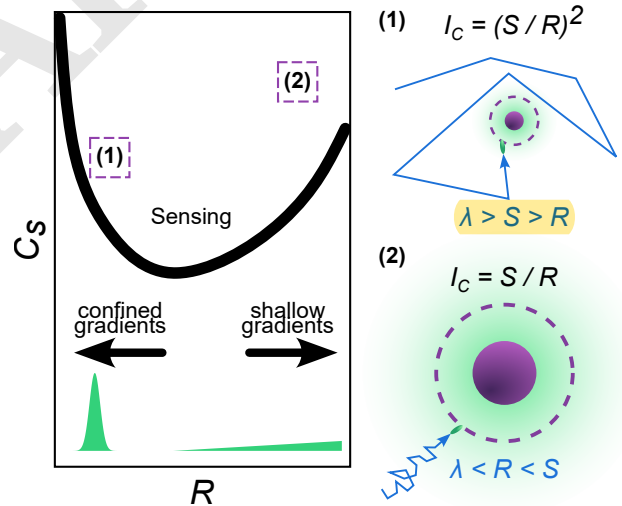 (1)
I_C = (S / R)^2
(2)
(1)
Sensing
C_S
λ > S > R
(2)
I_C = S / R
confined
gradients
shallow
gradients
λ < R < S
R